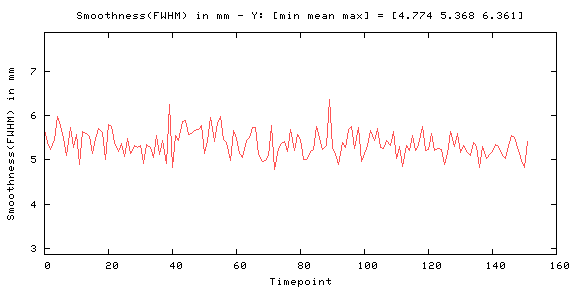 Smoothness(FWHM) in mm - Y: [min mean max] = [4.774 5.368 6.361]
7
6
5
4
3
Smoothness(FWHM) in mm
0 20 40 60 80 100 120 140 160
Timepoint